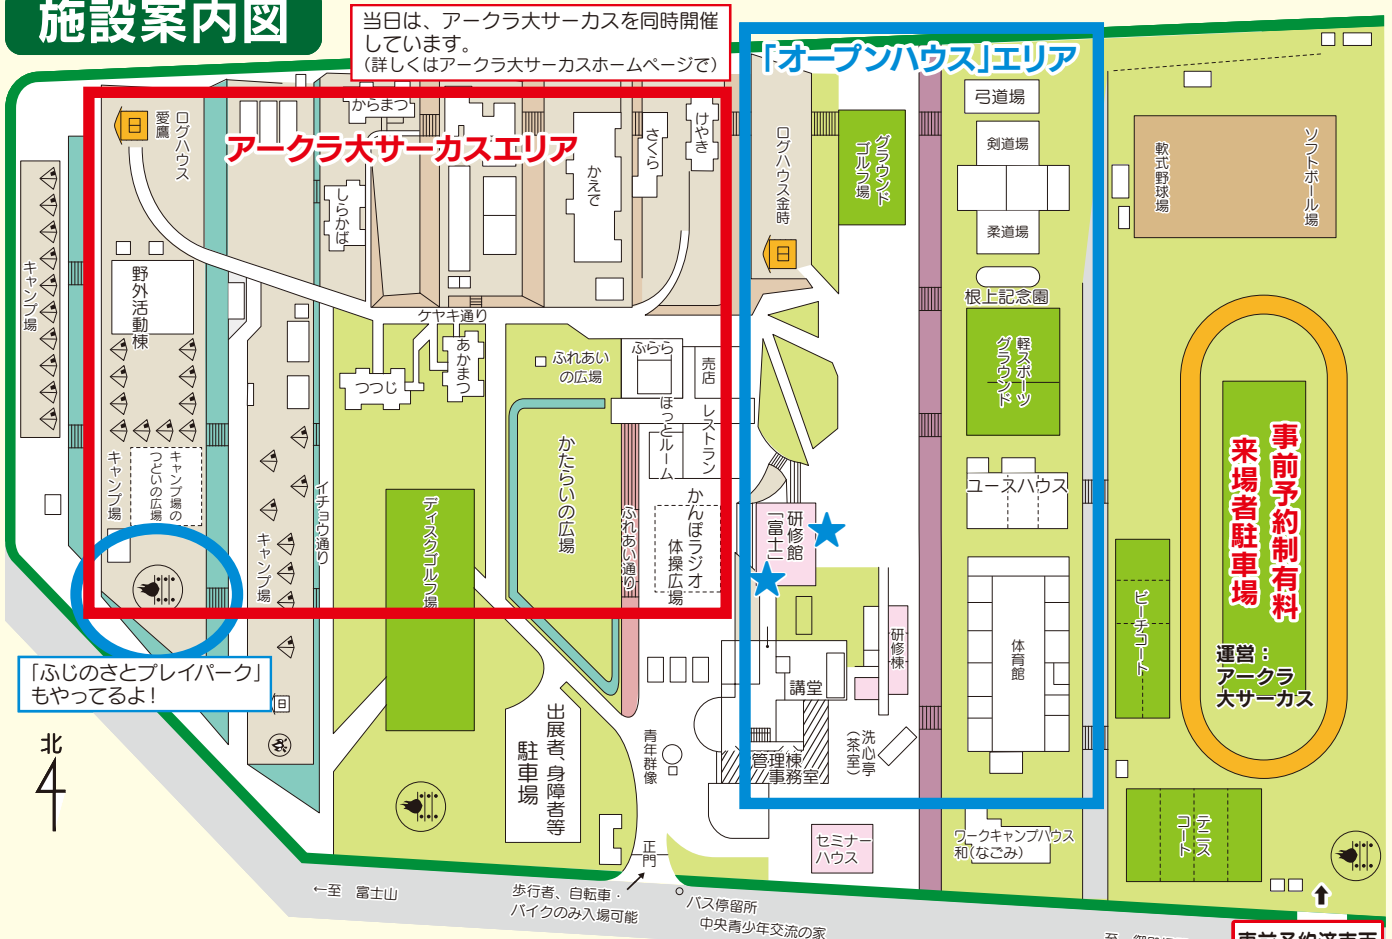 施設案内図
当日は、アークラ大サーカスを同時開催
しています。
(詳しくはアークラ大サーカスホームページで)
「オープンハウス」エリア
アークラ大サーカスエリア
ログハウス
愛鷹
からまつ
しらかば
かえで
さくら
けやき
ログハウス金時
グラウンド
ゴルフ場
弓道場
剣道場
柔道場
根上記念園
軽スポーツ
グラウンド
軟式野球場
ソフトボール場
キャンプ場
野外活動棟
ケヤキ通り
つつじ
あかまつ
ふれあい
の広場
ふらら
売店
ほっとルーム
レストラン
かたらいの広場
ふれあい通り
かんぽラジオ
体操広場
研修館
「富士」
ユースハウス
事前予約制有料
来場者駐車場
運営：
アークラ
大サーカス
キャンプ場
キャンプ場の
つどいの広場
キャンプ場
イチョウ通り
ディスクゴルフ場
「ふじのさとプレイパーク」
もやってるよ！
北
出展者、身障者等
駐車場
青年群像
講堂
研修棟
管理棟
事務室
洗心亭
(茶室)
体育館
ビーチコート
テニス
コート
セミナー
ハウス
ワークキャンプハウス
和(なごみ)
正門
←至　富士山
歩行者、自転車・
バイクのみ入場可能
バス停留所
中央青少年交流の家